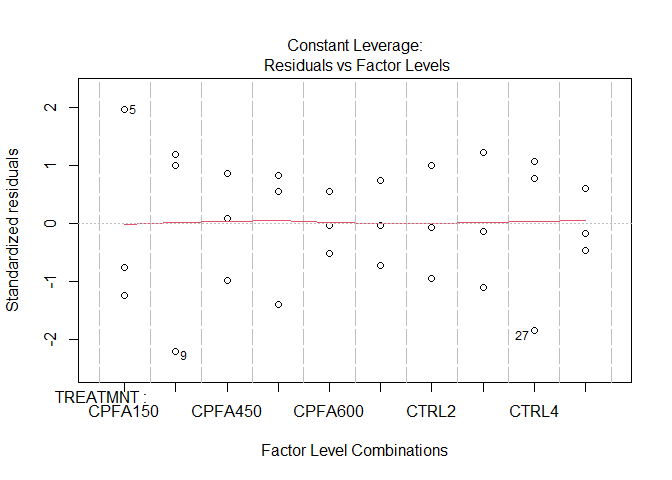 Constant Leverage:
Residuals vs Factor Levels
Standardized residuals
2
1
0
-1
-2
5
9
27
TREATMNT :
CPFA150 CPFA450 CPFA600 CTRL2 CTRL4
Factor Level Combinations